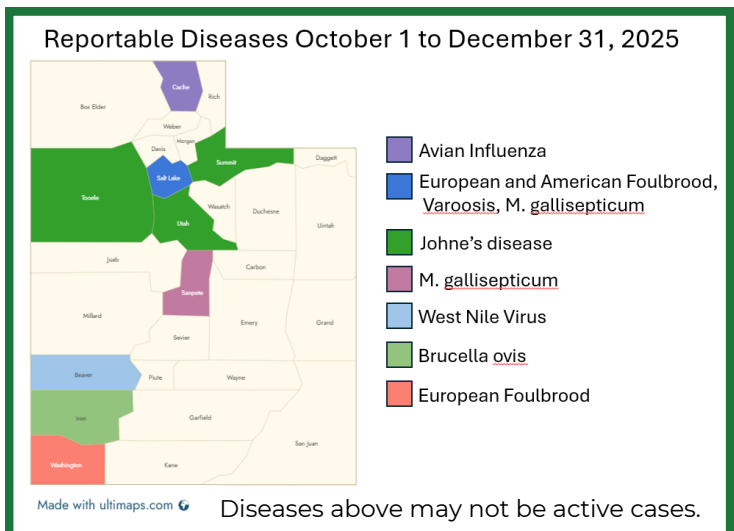 Reportable Diseases October 1 to December 31, 2025
Cache
Rich
Box Elder
Weber
Morgan
Davis
Summit
Daggett
Salt Lake
Tooele
Wasatch
Duchesne
Utah
Uintah
Juab
Carbon
Sanpete
Millard
Emery
Grand
Sevier
Beaver
Piute
Wayne
Iron
Garfield
San Juan
Washington
Kane
Avian Influenza
European and American Foulbrood,
Varoosis, M. gallisepticum
Johne’s disease
M. gallisepticum
West Nile Virus
Brucella ovis
European Foulbrood
Made with ultimaps.com
Diseases above may not be active cases.